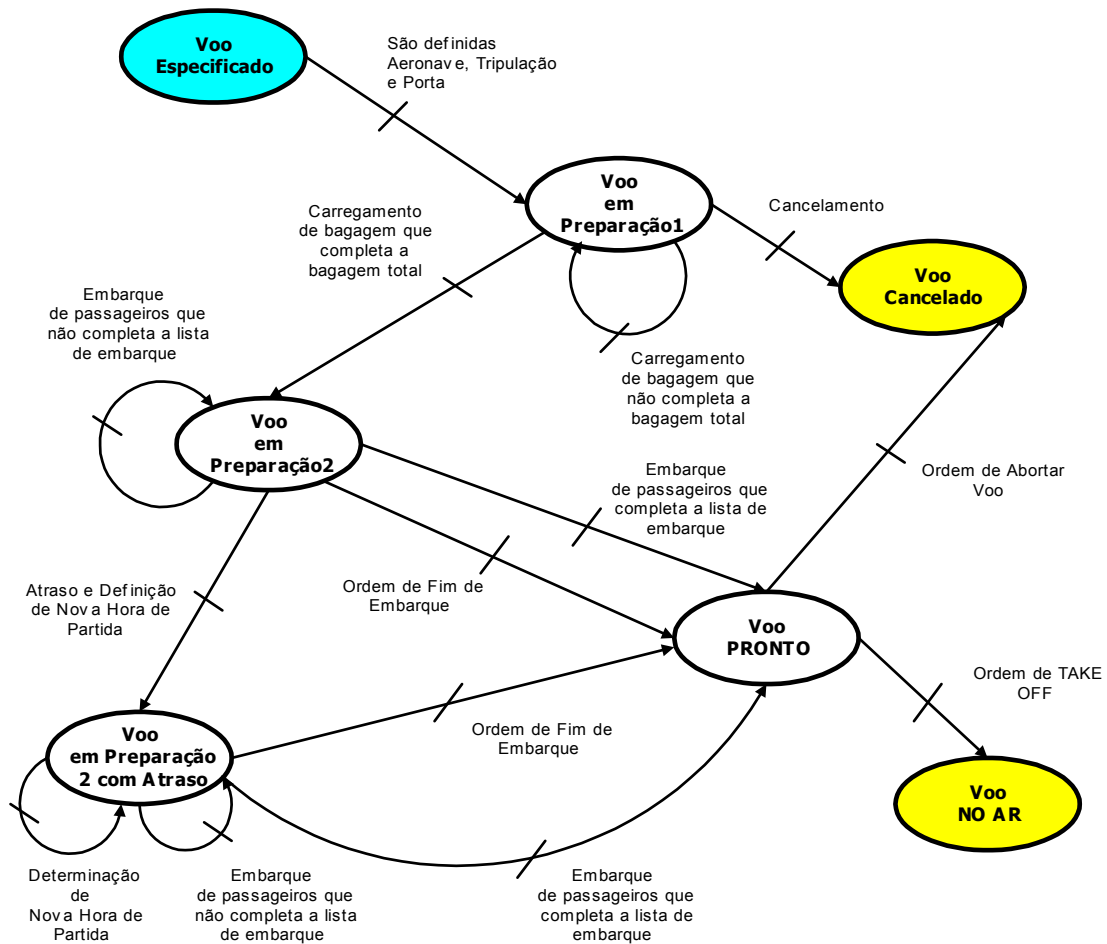 Voo
Especificado
São definidas
Aeronave, Tripulação
e Porta
Voo
em
Preparação1
Cancelamento
Carregamento
de bagagem que
completa a
bagagem total
Voo
Cancelado
Embarque
de passageiros que
não completa a lista
de embarque
Carregamento
de bagagem que
não completa a
bagagem total
Voo
em
Preparação2
Embarque
de passageiros que
completa a lista de
embarque
Ordem de Abortar
Voo
Atraso e Definição
de Nova Hora de
Partida
Ordem de Fim de
Embarque
Voo
PRONTO
Ordem de TAKE
OFF
Ordem de Fim de
Embarque
Voo
em Preparação
2 com Atraso
Voo
NO AR
Determinação
de
Nova Hora de
Partida
Embarque
de passageiros que
não completa a lista
de embarque
Embarque
de passageiros que
completa a lista de
embarque